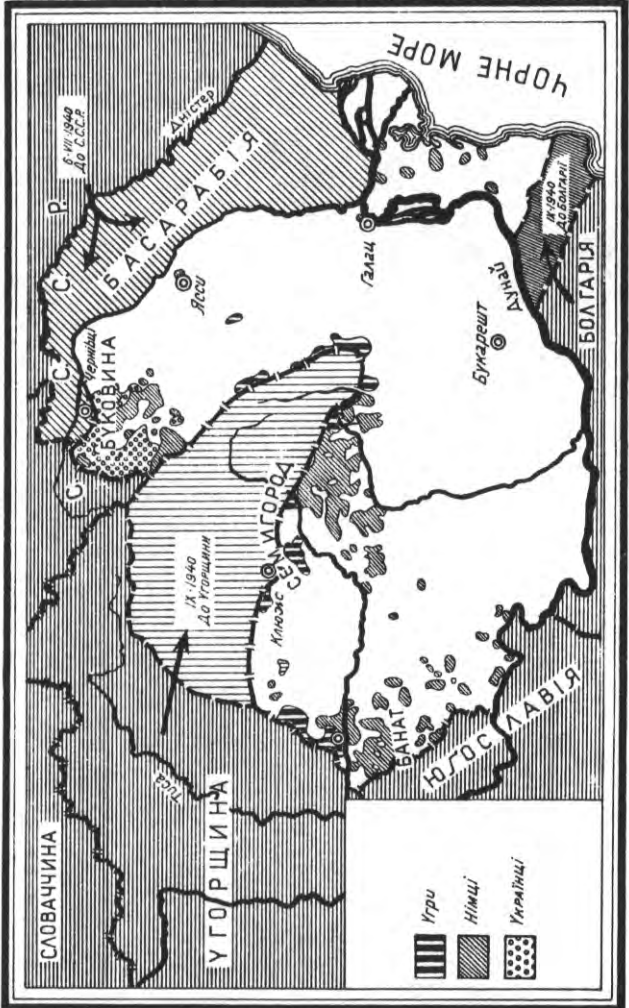 СЛОВАЧЧИНА
УГОРЩИНА
Тиса
IX·1940
До Угорщини
С. С. С. Р.
6·VII·1940
До С.С.С.Р.
Дністер
БАСАРАБІЯ
БУКОВИНА
Чернівці
Ясси
Клюж
СЕМИГОРОД
Галац
ЧОРНЕ МОРЕ
БАНАТ
ЮГОСЛАВІЯ
Букарешт
Дунай
IX·1940
ДО БОЛГАРІЇ
БОЛГАРІЯ
Угри
Німці
Українці